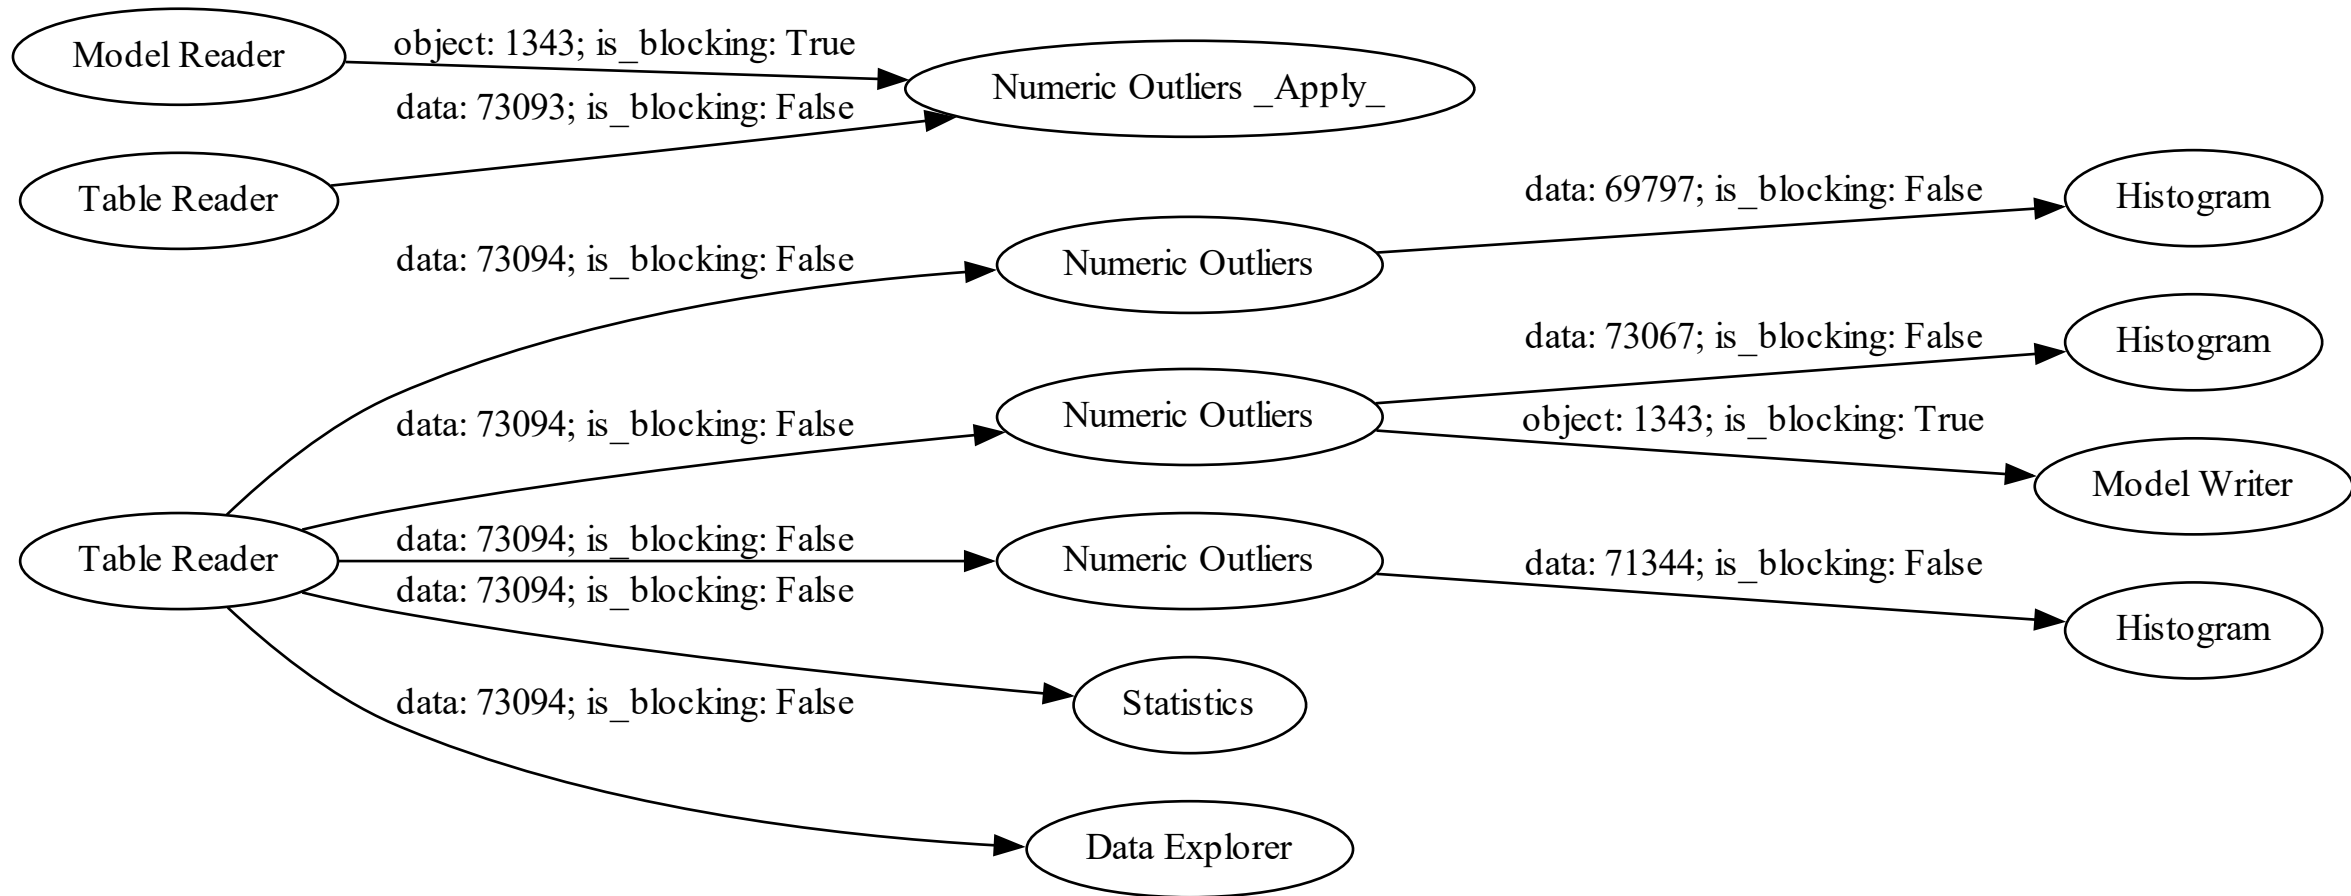 Model Reader
object: 1343; is_blocking: True
Numeric Outliers _Apply_
data: 73093; is_blocking: False
Table Reader
data: 69797; is_blocking: False
Histogram
data: 73094; is_blocking: False
Numeric Outliers
data: 73067; is_blocking: False
Histogram
data: 73094; is_blocking: False
Numeric Outliers
object: 1343; is_blocking: True
Model Writer
Table Reader
data: 73094; is_blocking: False
Numeric Outliers
data: 71344; is_blocking: False
Histogram
data: 73094; is_blocking: False
Statistics
data: 73094; is_blocking: False
Data Explorer